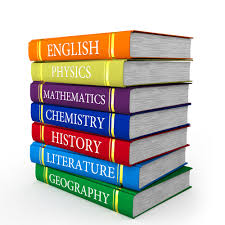 ENGLISH
PHYSICS
MATHEMATICS
CHEMISTRY
HISTORY
LITERATURE
GEOGRAPHY